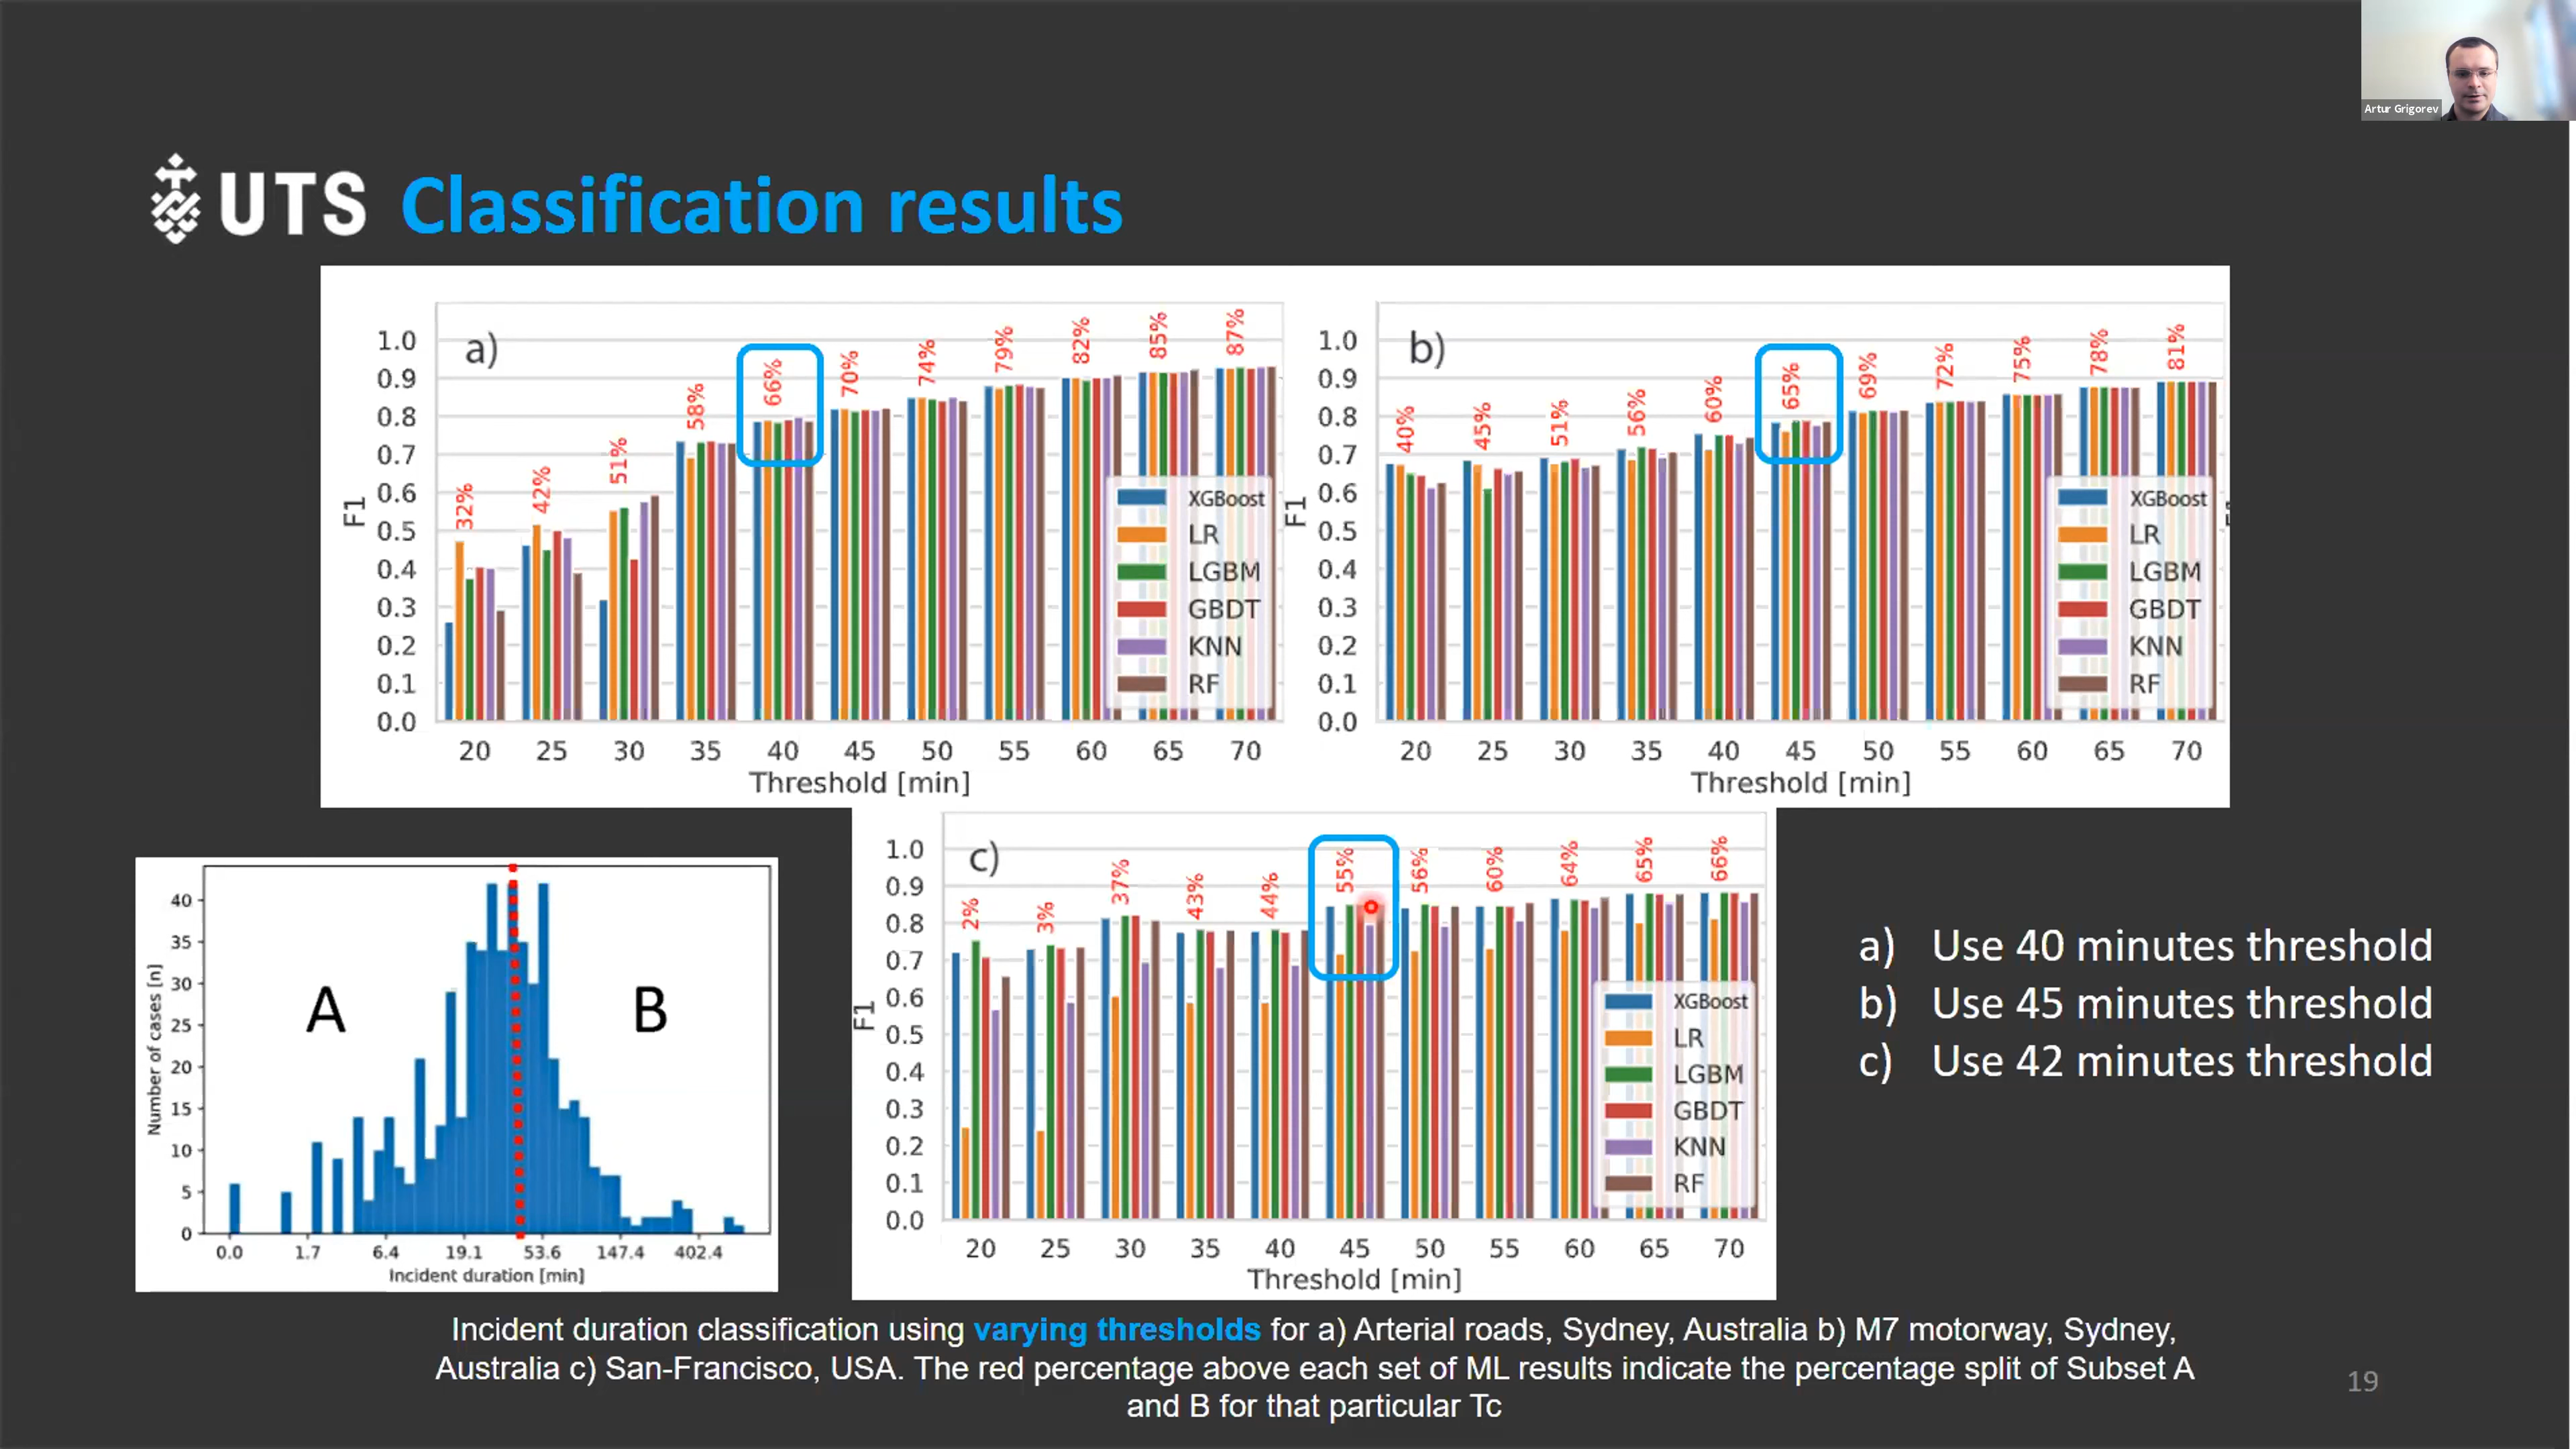 Artur Grigorev
UTS Classification results
a)
1.0
0.9
0.8
0.7
0.6
0.5
0.4
0.3
0.2
0.1
0.0
F1
32%
42%
51%
58%
66%
70%
74%
79%
82%
85%
87%
XGBoost
LR
LGBM
GBDT
KNN
RF
20 25 30 35 40 45 50 55 60 65 70
Threshold [min]
b)
1.0
0.9
0.8
0.7
0.6
0.5
0.4
0.3
0.2
0.1
0.0
F1
40%
45%
51%
56%
60%
65%
69%
72%
75%
78%
81%
XGBoost
LR
LGBM
GBDT
KNN
RF
20 25 30 35 40 45 50 55 60 65 70
Threshold [min]
Number of cases [n]
40
35
30
25
20
15
10
5
0
A
B
0.0 1.7 6.4 19.1 53.6 147.4 402.4
Incident duration [min]
c)
1.0
0.9
0.8
0.7
0.6
0.5
0.4
0.3
0.2
0.1
0.0
F1
2%
3%
37%
43%
44%
55%
56%
60%
64%
65%
66%
XGBoost
LR
LGBM
GBDT
KNN
RF
20 25 30 35 40 45 50 55 60 65 70
Threshold [min]
a) Use 40 minutes threshold
b) Use 45 minutes threshold
c) Use 42 minutes threshold
Incident duration classification using varying thresholds for a) Arterial roads, Sydney, Australia b) M7 motorway, Sydney,
Australia c) San-Francisco, USA. The red percentage above each set of ML results indicate the percentage split of Subset A
and B for that particular Tc
19